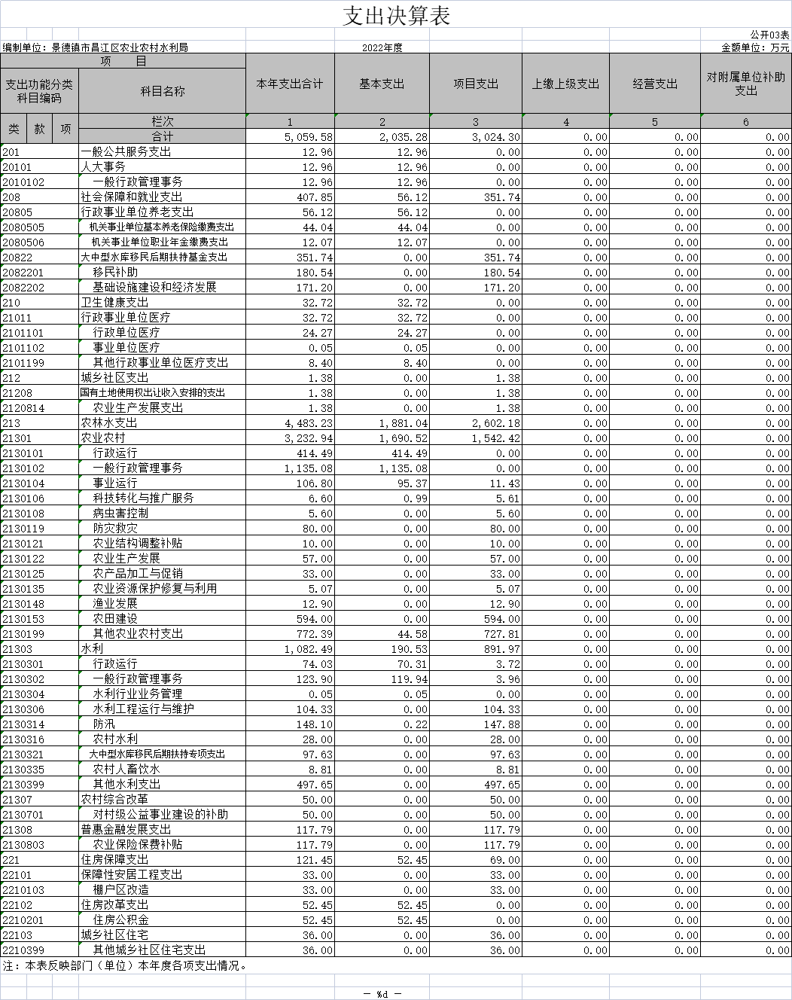 支出决算表
公开03表
编制单位：景德镇市昌江区农业农村水利局 2022年度 金额单位：万元
项 目 本年支出合计 基本支出 项目支出 上缴上级支出 经营支出 对附属单位补助支出
支出功能分类科目编码 科目名称
类 款 项 栏次 1 2 3 4 5 6
合计 5,059.58 2,035.28 3,024.30 0.00 0.00 0.00
201 一般公共服务支出 12.96 12.96 0.00 0.00 0.00 0.00
20101 人大事务 12.96 12.96 0.00 0.00 0.00 0.00
2010102 一般行政管理事务 12.96 12.96 0.00 0.00 0.00 0.00
208 社会保障和就业支出 407.85 56.12 351.74 0.00 0.00 0.00
20805 行政事业单位养老支出 56.12 56.12 0.00 0.00 0.00 0.00
2080505 机关事业单位基本养老保险缴费支出 44.04 44.04 0.00 0.00 0.00 0.00
2080506 机关事业单位职业年金缴费支出 12.07 12.07 0.00 0.00 0.00 0.00
20822 大中型水库移民后期扶持基金支出 351.74 0.00 351.74 0.00 0.00 0.00
2082201 移民补助 180.54 0.00 180.54 0.00 0.00 0.00
2082202 基础设施建设和经济发展 171.20 0.00 171.20 0.00 0.00 0.00
210 卫生健康支出 32.72 32.72 0.00 0.00 0.00 0.00
21011 行政事业单位医疗 32.72 32.72 0.00 0.00 0.00 0.00
2101101 行政单位医疗 24.27 24.27 0.00 0.00 0.00 0.00
2101102 事业单位医疗 0.05 0.05 0.00 0.00 0.00 0.00
2101199 其他行政事业单位医疗支出 8.40 8.40 0.00 0.00 0.00 0.00
212 城乡社区支出 1.38 0.00 1.38 0.00 0.00 0.00
21208 国有土地使用权出让收入安排的支出 1.38 0.00 1.38 0.00 0.00 0.00
2120814 农业生产发展支出 1.38 0.00 1.38 0.00 0.00 0.00
213 农林水支出 4,483.23 1,881.04 2,602.18 0.00 0.00 0.00
21301 农业农村 3,232.94 1,690.52 1,542.42 0.00 0.00 0.00
2130101 行政运行 414.49 414.49 0.00 0.00 0.00 0.00
2130102 一般行政管理事务 1,135.08 1,135.08 0.00 0.00 0.00 0.00
2130104 事业运行 106.80 95.37 11.43 0.00 0.00 0.00
2130106 科技转化与推广服务 6.60 0.99 5.61 0.00 0.00 0.00
2130108 病虫害控制 5.60 0.00 5.60 0.00 0.00 0.00
2130119 防灾救灾 80.00 0.00 80.00 0.00 0.00 0.00
2130121 农业结构调整补贴 10.00 0.00 10.00 0.00 0.00 0.00
2130122 农业生产发展 57.00 0.00 57.00 0.00 0.00 0.00
2130125 农产品加工与促销 33.00 0.00 33.00 0.00 0.00 0.00
2130135 农业资源保护修复与利用 5.07 0.00 5.07 0.00 0.00 0.00
2130148 渔业发展 12.90 0.00 12.90 0.00 0.00 0.00
2130153 农田建设 594.00 0.00 594.00 0.00 0.00 0.00
2130199 其他农业农村支出 772.39 44.58 727.81 0.00 0.00 0.00
21303 水利 1,082.49 190.53 891.97 0.00 0.00 0.00
2130301 行政运行 74.03 70.31 3.72 0.00 0.00 0.00
2130302 一般行政管理事务 123.90 119.94 3.96 0.00 0.00 0.00
2130304 水利行业业务管理 0.05 0.05 0.00 0.00 0.00 0.00
2130306 水利工程运行与维护 104.33 0.00 104.33 0.00 0.00 0.00
2130314 防汛 148.10 0.22 147.88 0.00 0.00 0.00
2130316 农村水利 28.00 0.00 28.00 0.00 0.00 0.00
2130321 大中型水库移民后期扶持专项支出 97.63 0.00 97.63 0.00 0.00 0.00
2130335 农村人畜饮水 8.81 0.00 8.81 0.00 0.00 0.00
2130399 其他水利支出 497.65 0.00 497.65 0.00 0.00 0.00
21307 农村综合改革 50.00 0.00 50.00 0.00 0.00 0.00
2130701 对村级公益事业建设的补助 50.00 0.00 50.00 0.00 0.00 0.00
21308 普惠金融发展支出 117.79 0.00 117.79 0.00 0.00 0.00
2130803 农业保险保费补贴 117.79 0.00 117.79 0.00 0.00 0.00
221 住房保障支出 121.45 52.45 69.00 0.00 0.00 0.00
22101 保障性安居工程支出 33.00 0.00 33.00 0.00 0.00 0.00
2210103 棚户区改造 33.00 0.00 33.00 0.00 0.00 0.00
22102 住房改革支出 52.45 52.45 0.00 0.00 0.00 0.00
2210201 住房公积金 52.45 52.45 0.00 0.00 0.00 0.00
22103 城乡社区住宅 36.00 0.00 36.00 0.00 0.00 0.00
2210399 其他城乡社区住宅支出 36.00 0.00 36.00 0.00 0.00 0.00
注：本表反映部门（单位）本年度各项支出情况。
— %d —